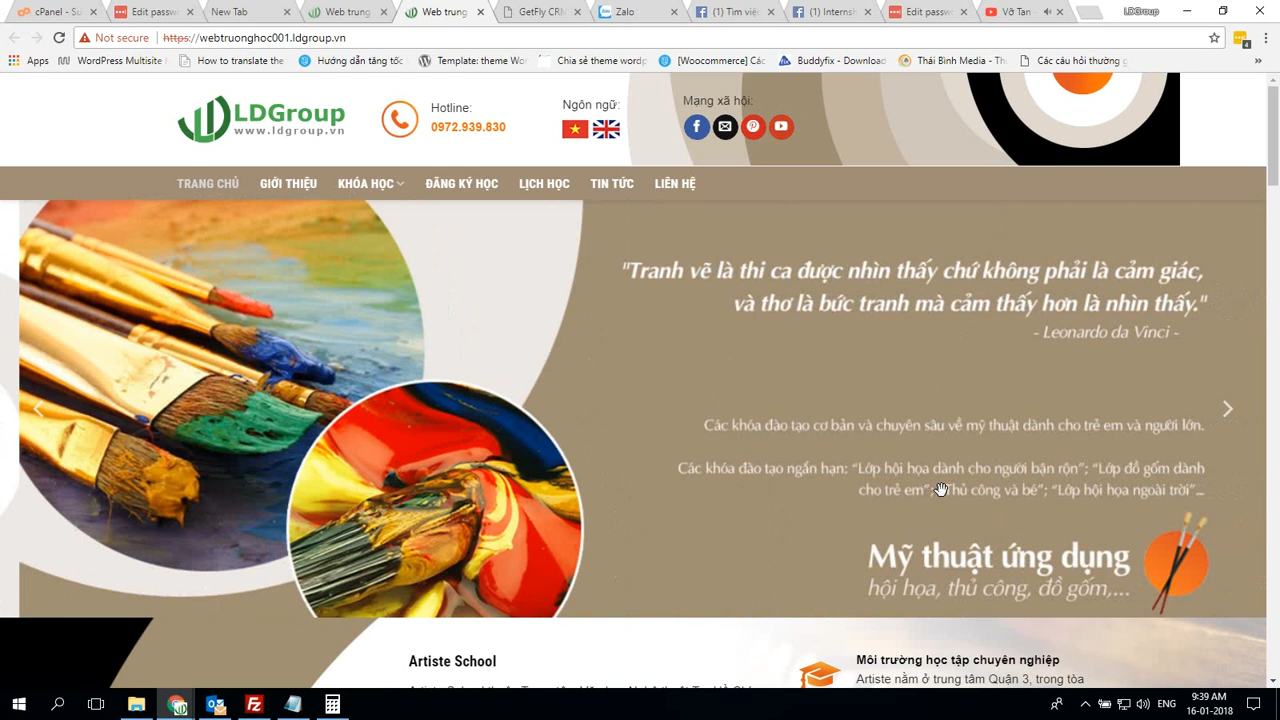 cPanel - Su
Edit passw
New Tab
Web trung
Web trung
GetFly CRM
Zalo
(1) Tìm việc
(1) Internsh
Edit passw
Vỡ Tan
LDGroup
Not secure
https://webtruonghoc001.ldgroup.vn
4
Apps
WordPress Multisite
How to translate the
Hướng dẫn tăng tốc
Template: theme Wor
Chia sẻ theme wordp
[Woocommerce] Các
Buddyfix - Download
Thái Bình Media - Th
Các câu hỏi thường g
LDGroup
www.ldgroup.vn
Hotline:
0972.939.830
Ngôn ngữ:
Mạng xã hội:
TRANG CHỦ
GIỚI THIỆU
KHÓA HỌC
ĐĂNG KÝ HỌC
LỊCH HỌC
TIN TỨC
LIÊN HỆ
"Tranh vẽ là thi ca được nhìn thấy chứ không phải là cảm giác,
và thơ là bức tranh mà cảm thấy hơn là nhìn thấy."
- Leonardo da Vinci -
Các khóa đào tạo cơ bản và chuyên sâu về mỹ thuật dành cho trẻ em và người lớn.
Các khóa đào tạo ngắn hạn: “Lớp hội họa dành cho người bận rộn”; “Lớp đồ gốm dành
cho trẻ em”; “Thủ công và bé”; “Lớp hội họa ngoài trời”...
Mỹ thuật ứng dụng
hội họa, thủ công, đồ gốm,...
Artiste School
Môi trường học tập chuyên nghiệp
Artiste nằm ở trung tâm Quận 3, trong tòa
9:39 AM
16-01-2018